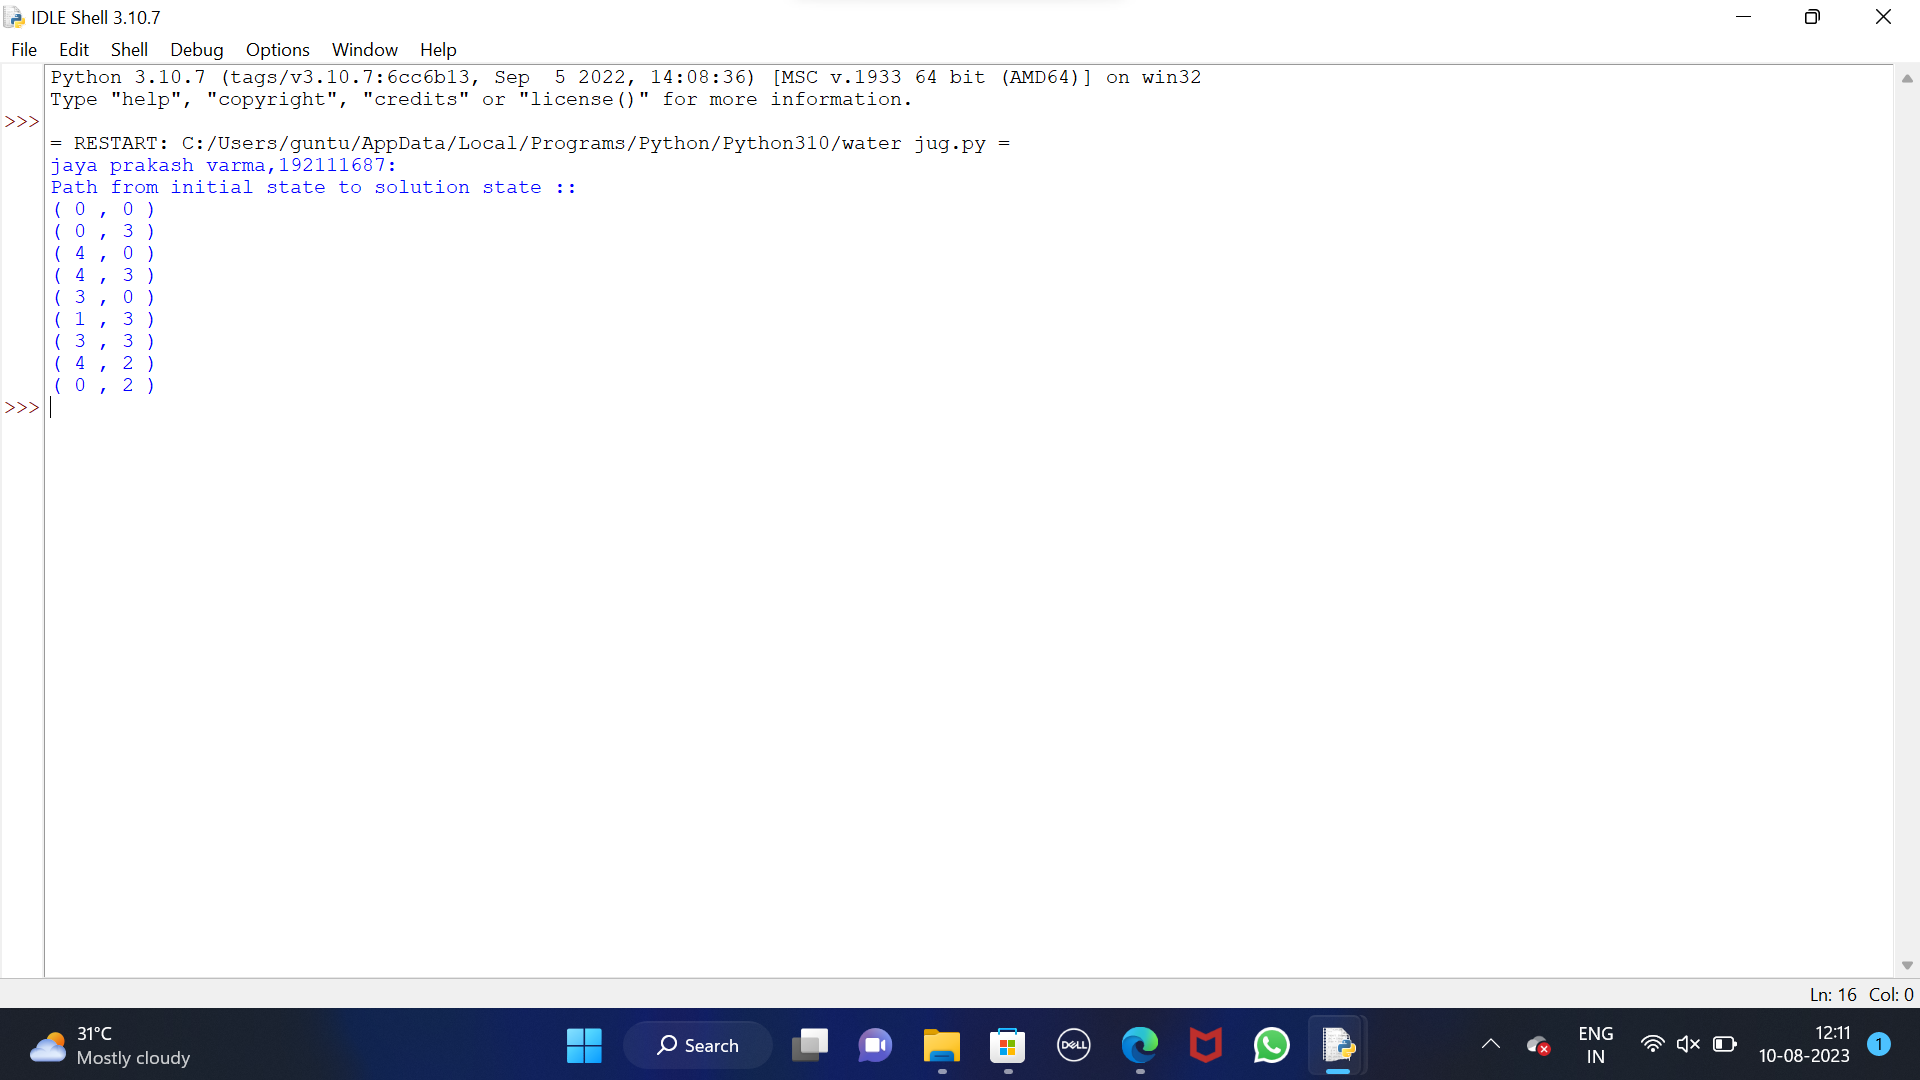 IDLE Shell 3.10.7
File Edit Shell Debug Options Window Help
Python 3.10.7 (tags/v3.10.7:6cc6b13, Sep  5 2022, 14:08:36) [MSC v.1933 64 bit (AMD64)] on win32
Type "help", "copyright", "credits" or "license()" for more information.
>>>
= RESTART: C:/Users/guntu/AppData/Local/Programs/Python/Python310/water jug.py =
jaya prakash varma,192111687:
Path from initial state to solution state ::
( 0 , 0 )
( 0 , 3 )
( 4 , 0 )
( 4 , 3 )
( 3 , 0 )
( 1 , 3 )
( 3 , 3 )
( 4 , 2 )
( 0 , 2 )
>>>
Ln: 16 Col: 0
31°C
Mostly cloudy
Search
DELL
ENG
IN
12:11
10-08-2023
1